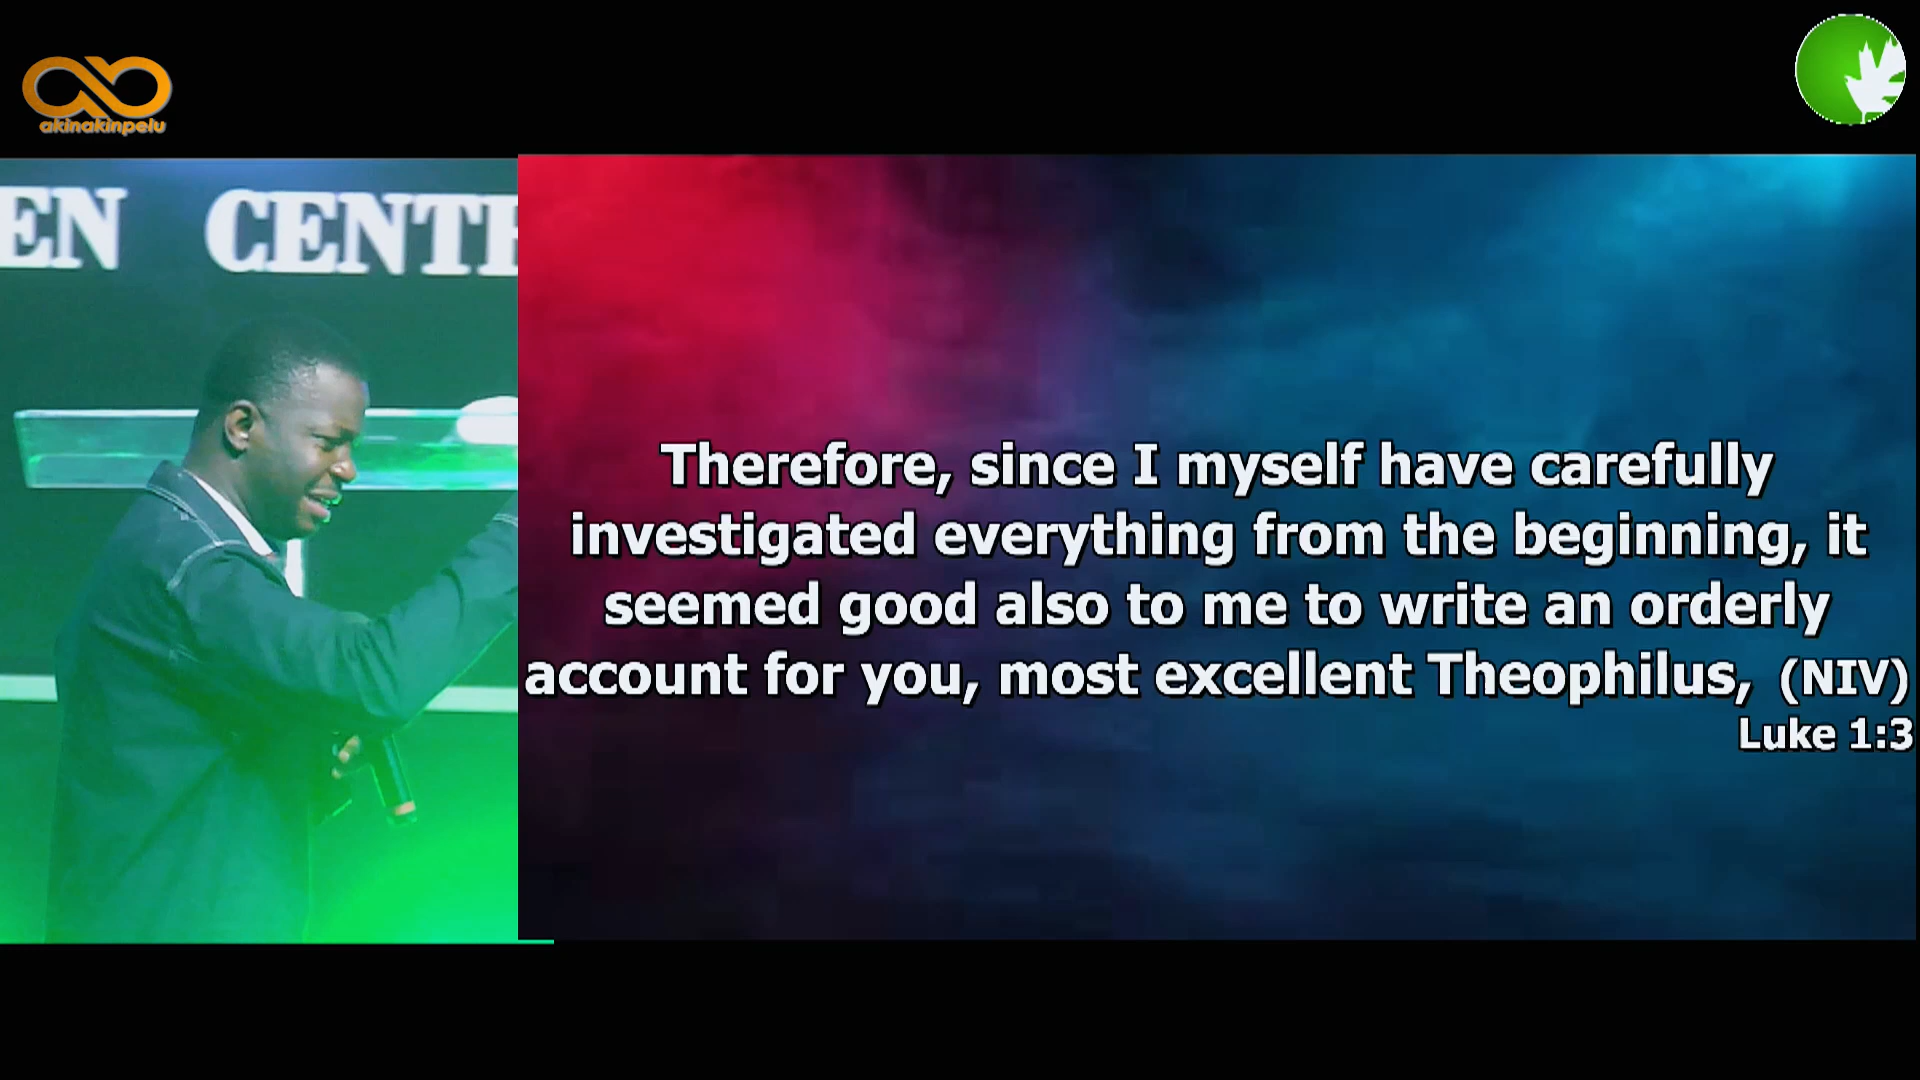 akinakinpelu
EN CENT
Therefore, since I myself have carefully
investigated everything from the beginning, it
seemed good also to me to write an orderly
account for you, most excellent Theophilus, (NIV)
Luke 1:3